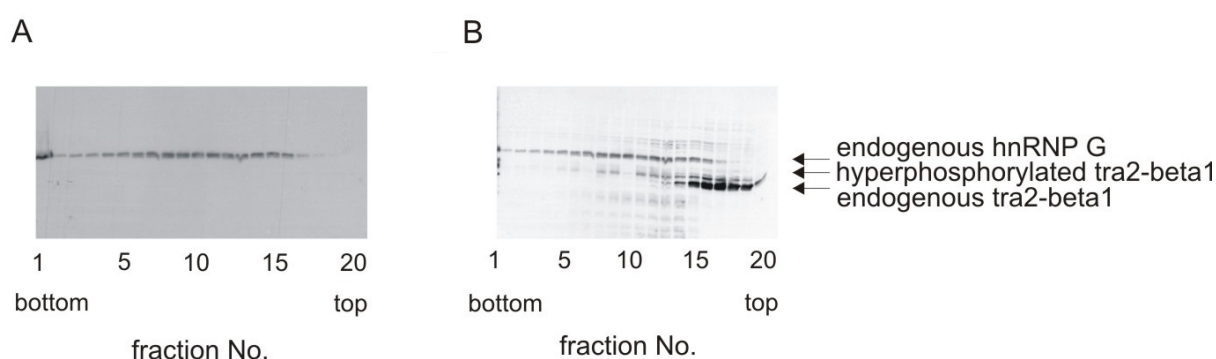 A
B
endogenous hnRNP G
hyperphosphorylated tra2-beta1
endogenous tra2-beta1
1 5 10 15 20
bottom top
fraction No.
1 5 10 15 20
bottom top
fraction No.